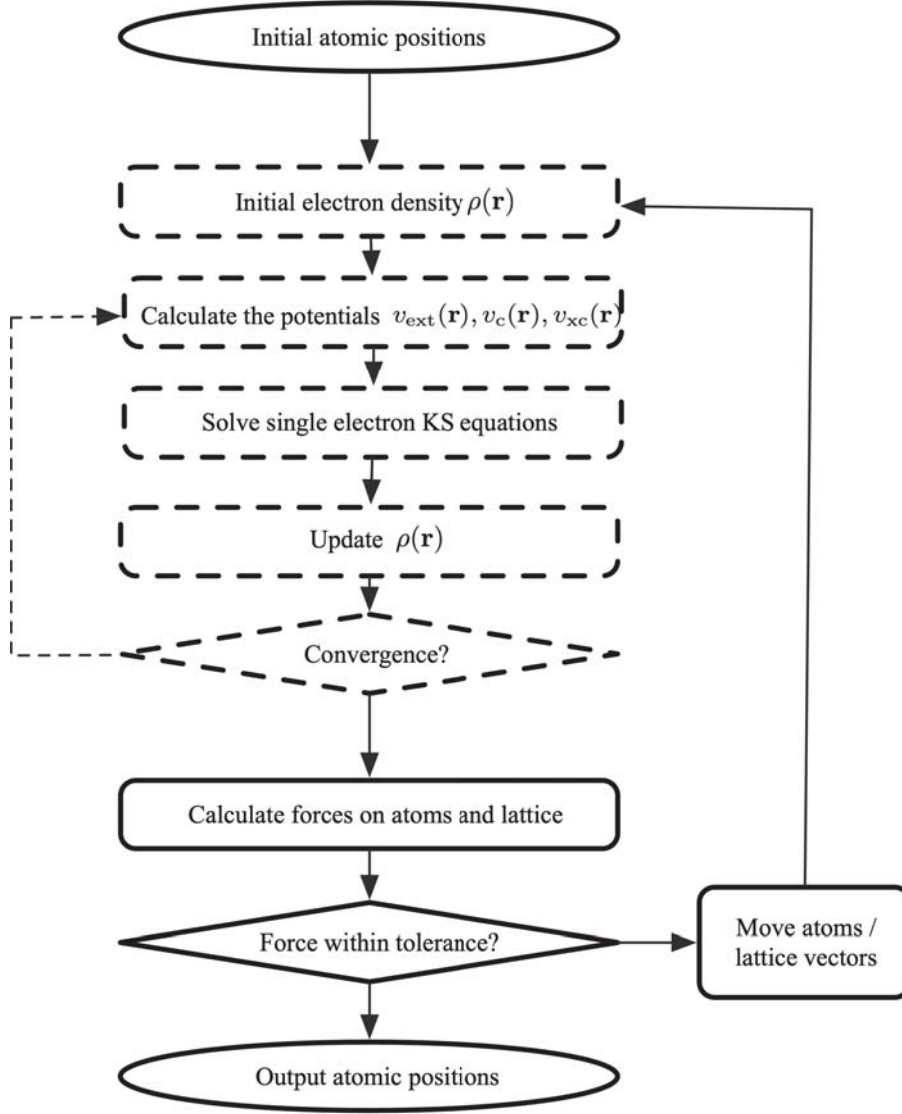 Initial atomic positions
Initial electron density ρ(r)
Calculate the potentials v_ext(r), v_c(r), v_xc(r)
Solve single electron KS equations
Update ρ(r)
Convergence?
Calculate forces on atoms and lattice
Force within tolerance?
Move atoms /
lattice vectors
Output atomic positions